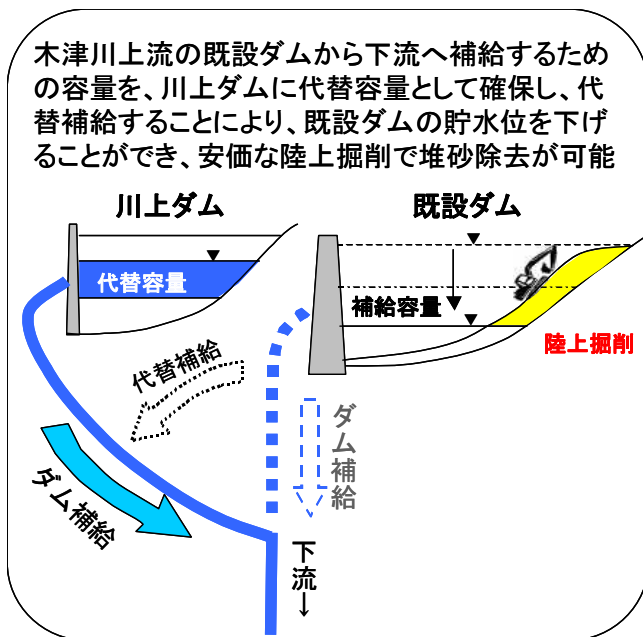 木津川上流の既設ダムから下流へ補給するため
の容量を、川上ダムに代替容量として確保し、代
替補給することにより、既設ダムの貯水位を下げ
ることができ、安価な陸上掘削で堆砂除去が可能
川上ダム
既設ダム
代替容量
補給容量
陸上掘削
代替補給
ダム補給
ダム補給
下流↓